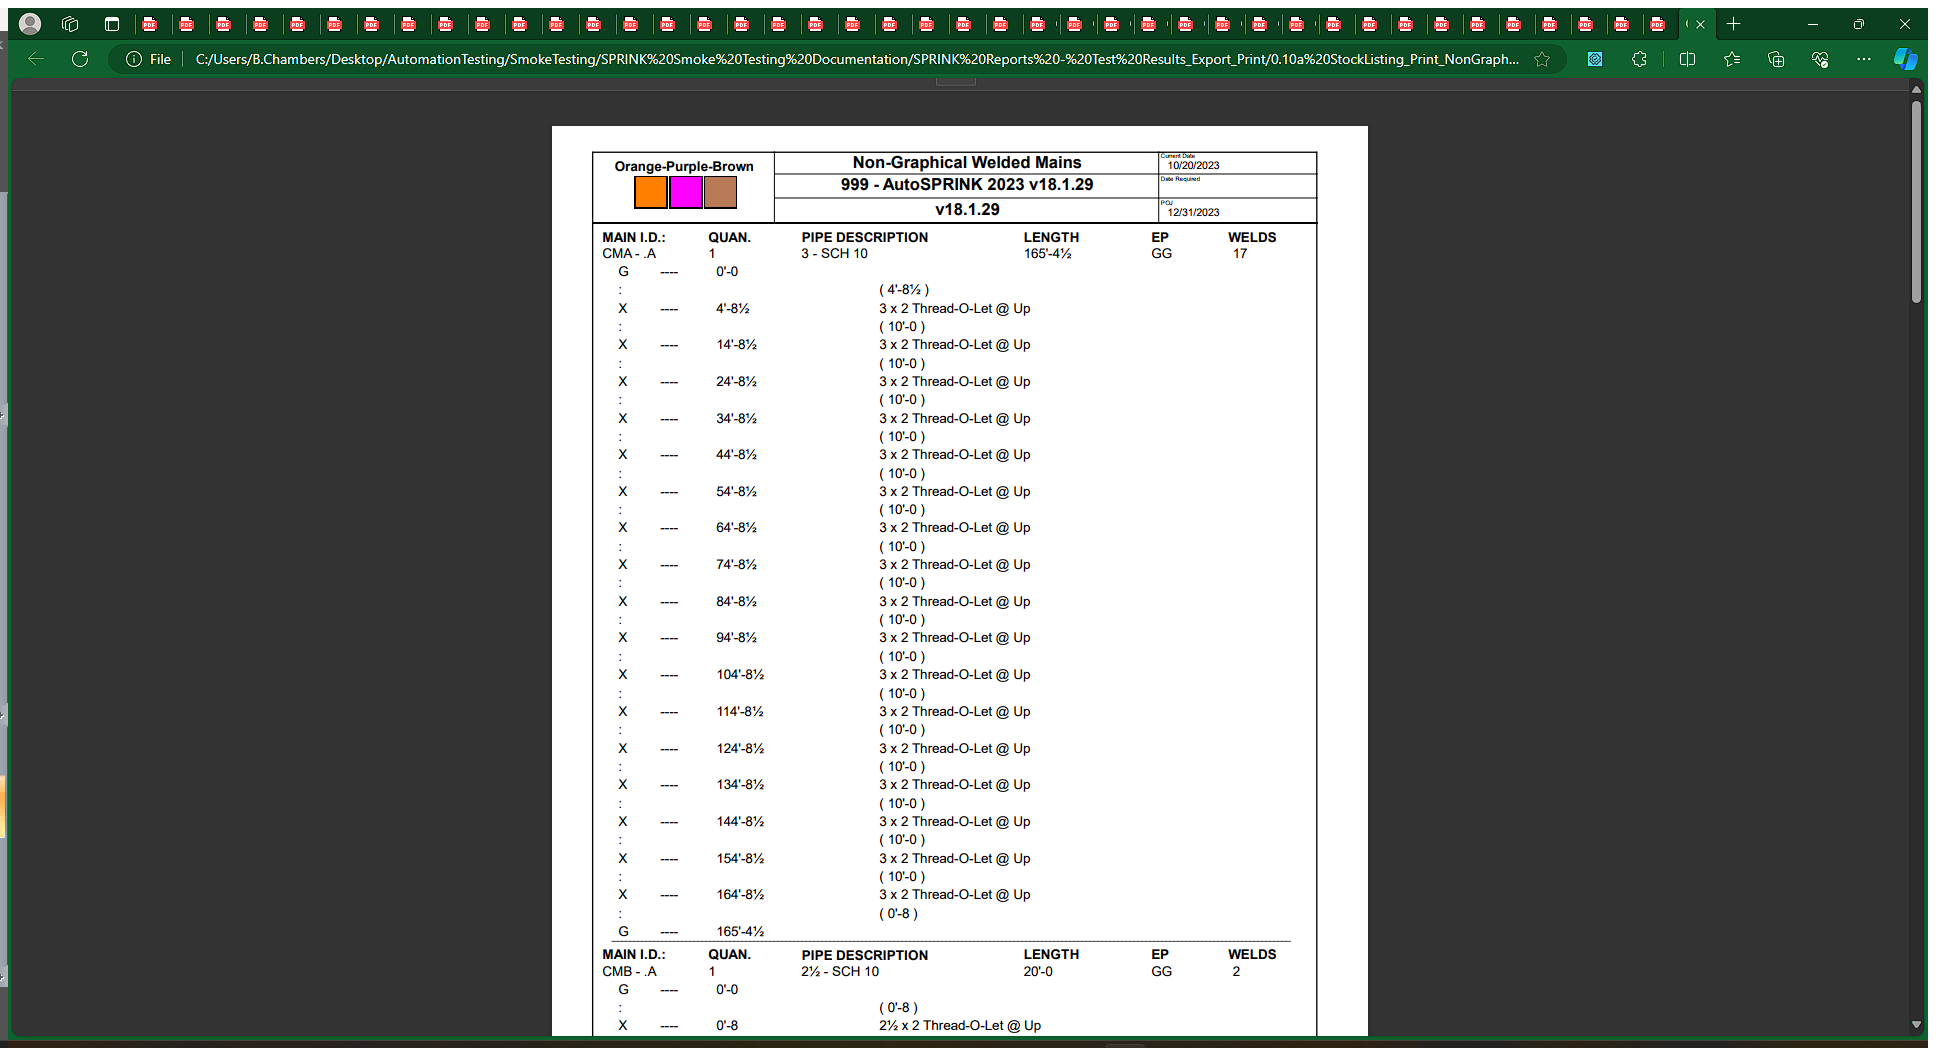 File C:/Users/B.Chambers/Desktop/AutomationTesting/SmokeTesting/SPRINK%20Smoke%20Testing%20Documentation/SPRINK%20Reports%20-%20Test%20Results_Export_Print/0.10a%20StockListing_Print_NonGraph...
Orange-Purple-Brown
Non-Graphical Welded Mains
Current Date
10/20/2023
999 - AutoSPRINK 2023 v18.1.29
Date Required
v18.1.29
POJ
12/31/2023
MAIN I.D.: QUAN. PIPE DESCRIPTION LENGTH EP WELDS
CMA - .A 1 3 - SCH 10 165'-4½ GG 17
G ---- 0'-0
: ( 4'-8½ )
X ---- 4'-8½ 3 x 2 Thread-O-Let @ Up
: ( 10'-0 )
X ---- 14'-8½ 3 x 2 Thread-O-Let @ Up
: ( 10'-0 )
X ---- 24'-8½ 3 x 2 Thread-O-Let @ Up
: ( 10'-0 )
X ---- 34'-8½ 3 x 2 Thread-O-Let @ Up
: ( 10'-0 )
X ---- 44'-8½ 3 x 2 Thread-O-Let @ Up
: ( 10'-0 )
X ---- 54'-8½ 3 x 2 Thread-O-Let @ Up
: ( 10'-0 )
X ---- 64'-8½ 3 x 2 Thread-O-Let @ Up
: ( 10'-0 )
X ---- 74'-8½ 3 x 2 Thread-O-Let @ Up
: ( 10'-0 )
X ---- 84'-8½ 3 x 2 Thread-O-Let @ Up
: ( 10'-0 )
X ---- 94'-8½ 3 x 2 Thread-O-Let @ Up
: ( 10'-0 )
X ---- 104'-8½ 3 x 2 Thread-O-Let @ Up
: ( 10'-0 )
X ---- 114'-8½ 3 x 2 Thread-O-Let @ Up
: ( 10'-0 )
X ---- 124'-8½ 3 x 2 Thread-O-Let @ Up
: ( 10'-0 )
X ---- 134'-8½ 3 x 2 Thread-O-Let @ Up
: ( 10'-0 )
X ---- 144'-8½ 3 x 2 Thread-O-Let @ Up
: ( 10'-0 )
X ---- 154'-8½ 3 x 2 Thread-O-Let @ Up
: ( 10'-0 )
X ---- 164'-8½ 3 x 2 Thread-O-Let @ Up
: ( 0'-8 )
G ---- 165'-4½
MAIN I.D.: QUAN. PIPE DESCRIPTION LENGTH EP WELDS
CMB - .A 1 2½ - SCH 10 20'-0 GG 2
G ---- 0'-0
: ( 0'-8 )
X ---- 0'-8 2½ x 2 Thread-O-Let @ Up